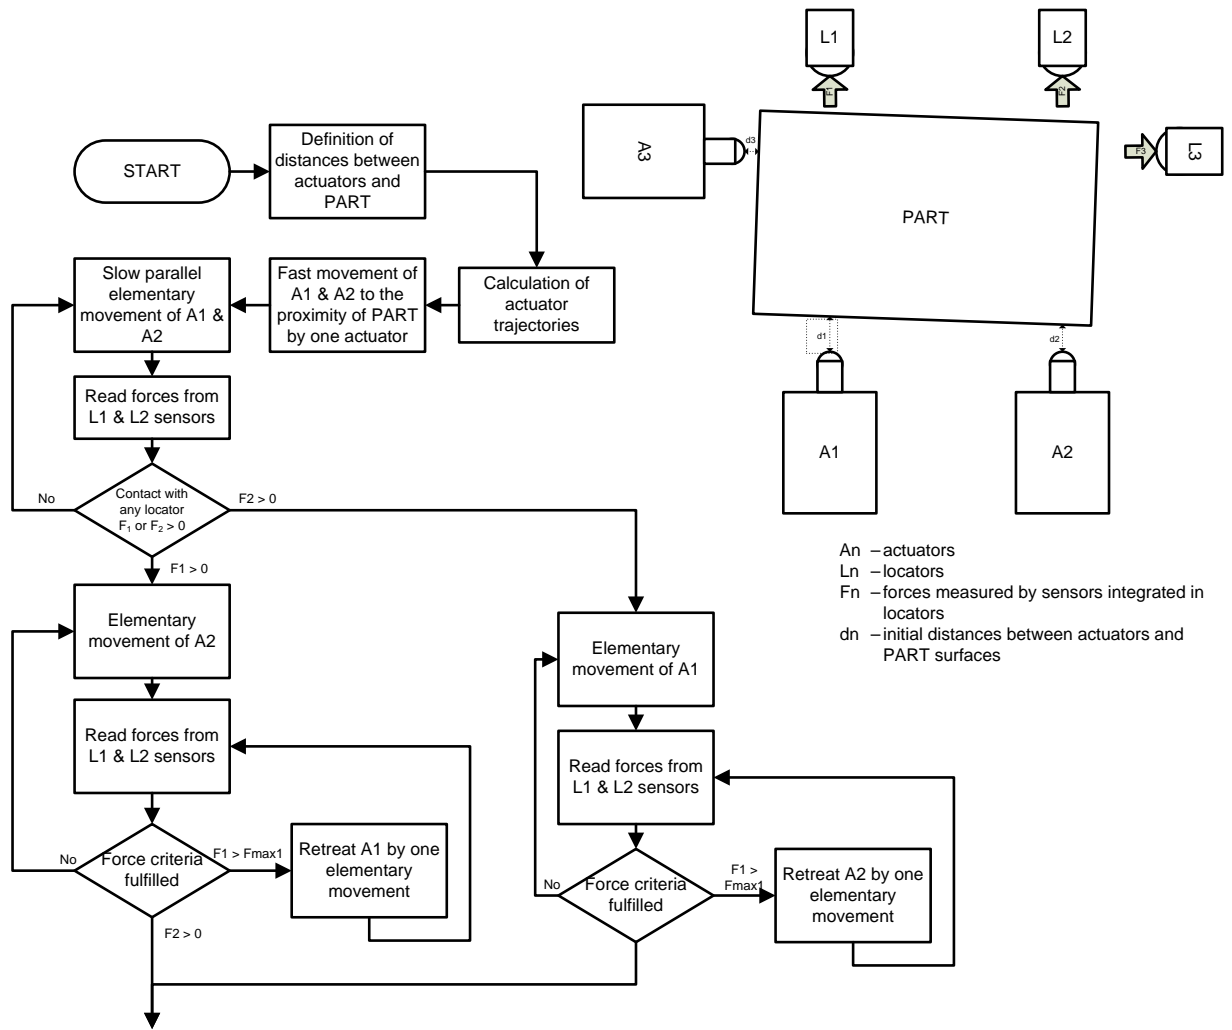 START
Definition of
distances between
actuators and
PART
Calculation of
actuator
trajectories
Fast movement of
A1 & A2 to the
proximity of PART
by one actuator
Slow parallel
elementary
movement of A1 &
A2
Read forces from
L1 & L2 sensors
Contact with
any locator
F₁ or F₂ > 0
No
F2 > 0
F1 > 0
Elementary
movement of A2
Read forces from
L1 & L2 sensors
Force criteria
fulfilled
No
F1 > Fmax1
Retreat A1 by one
elementary
movement
F2 > 0
Elementary
movement of A1
Read forces from
L1 & L2 sensors
Force criteria
fulfilled
No
F1 >
Fmax1
Retreat A2 by one
elementary
movement
L1
L2
F1
F2
A3
d3
F3
L3
PART
d1
d2
A1
A2
An – actuators
Ln – locators
Fn – forces measured by sensors integrated in
locators
dn – initial distances between actuators and
PART surfaces